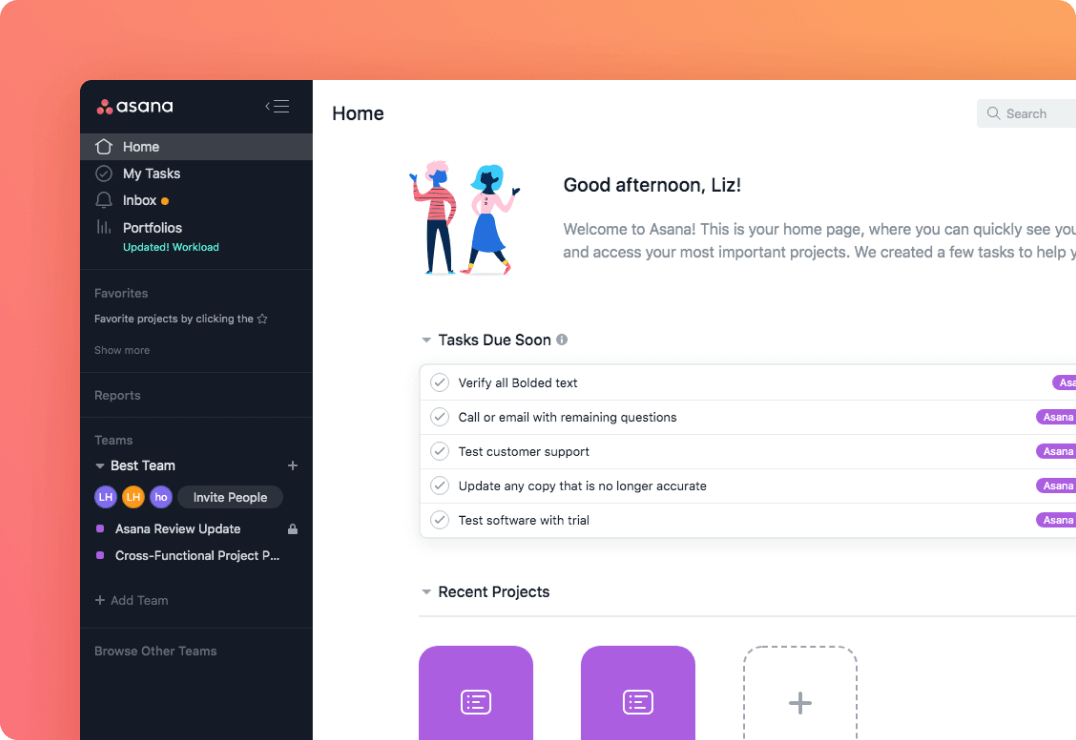 asana
Home
My Tasks
Inbox
Portfolios
Updated! Workload
Favorites
Favorite projects by clicking the
Show more
Reports
Teams
Best Team
LH LH ho Invite People
Asana Review Update
Cross-Functional Project P...
+ Add Team
Browse Other Teams
Home
Search
Good afternoon, Liz!
Welcome to Asana! This is your home page, where you can quickly see
and access your most important projects. We created a few tasks to help
Tasks Due Soon
Verify all Bolded text
Call or email with remaining questions
Asana
Test customer support
Asana
Update any copy that is no longer accurate
Asana
Test software with trial
Asana
Recent Projects